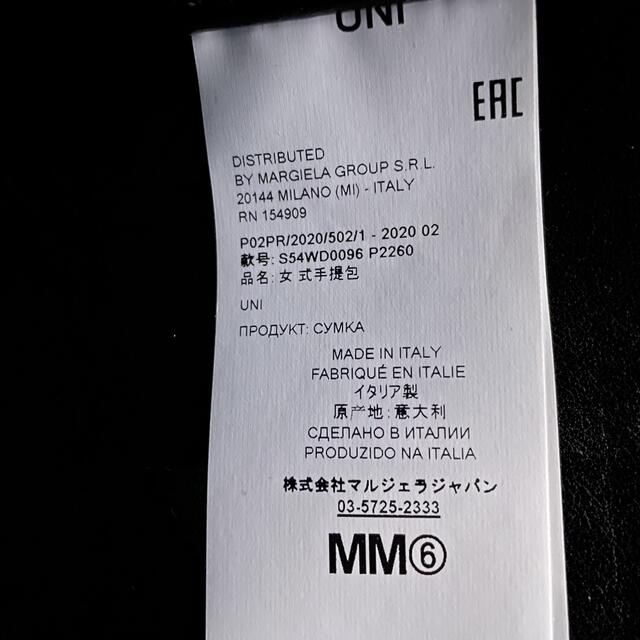 UNI
EAC
DISTRIBUTED
BY MARGIELA GROUP S.R.L.
20144 MILANO (MI) - ITALY
RN 154909
P02PR/2020/502/1 - 2020 02
款号: S54WD0096 P2260
品名: 女 式手提包
UNI
ПРОДУКТ: СУМКА
MADE IN ITALY
FABRIQUÉ EN ITALIE
イタリア製
原产地: 意大利
СДЕЛАНО В ИТАЛИИ
PRODUZIDO NA ITALIA
株式会社マルジェラジャパン
03-5725-2333
MM⑥